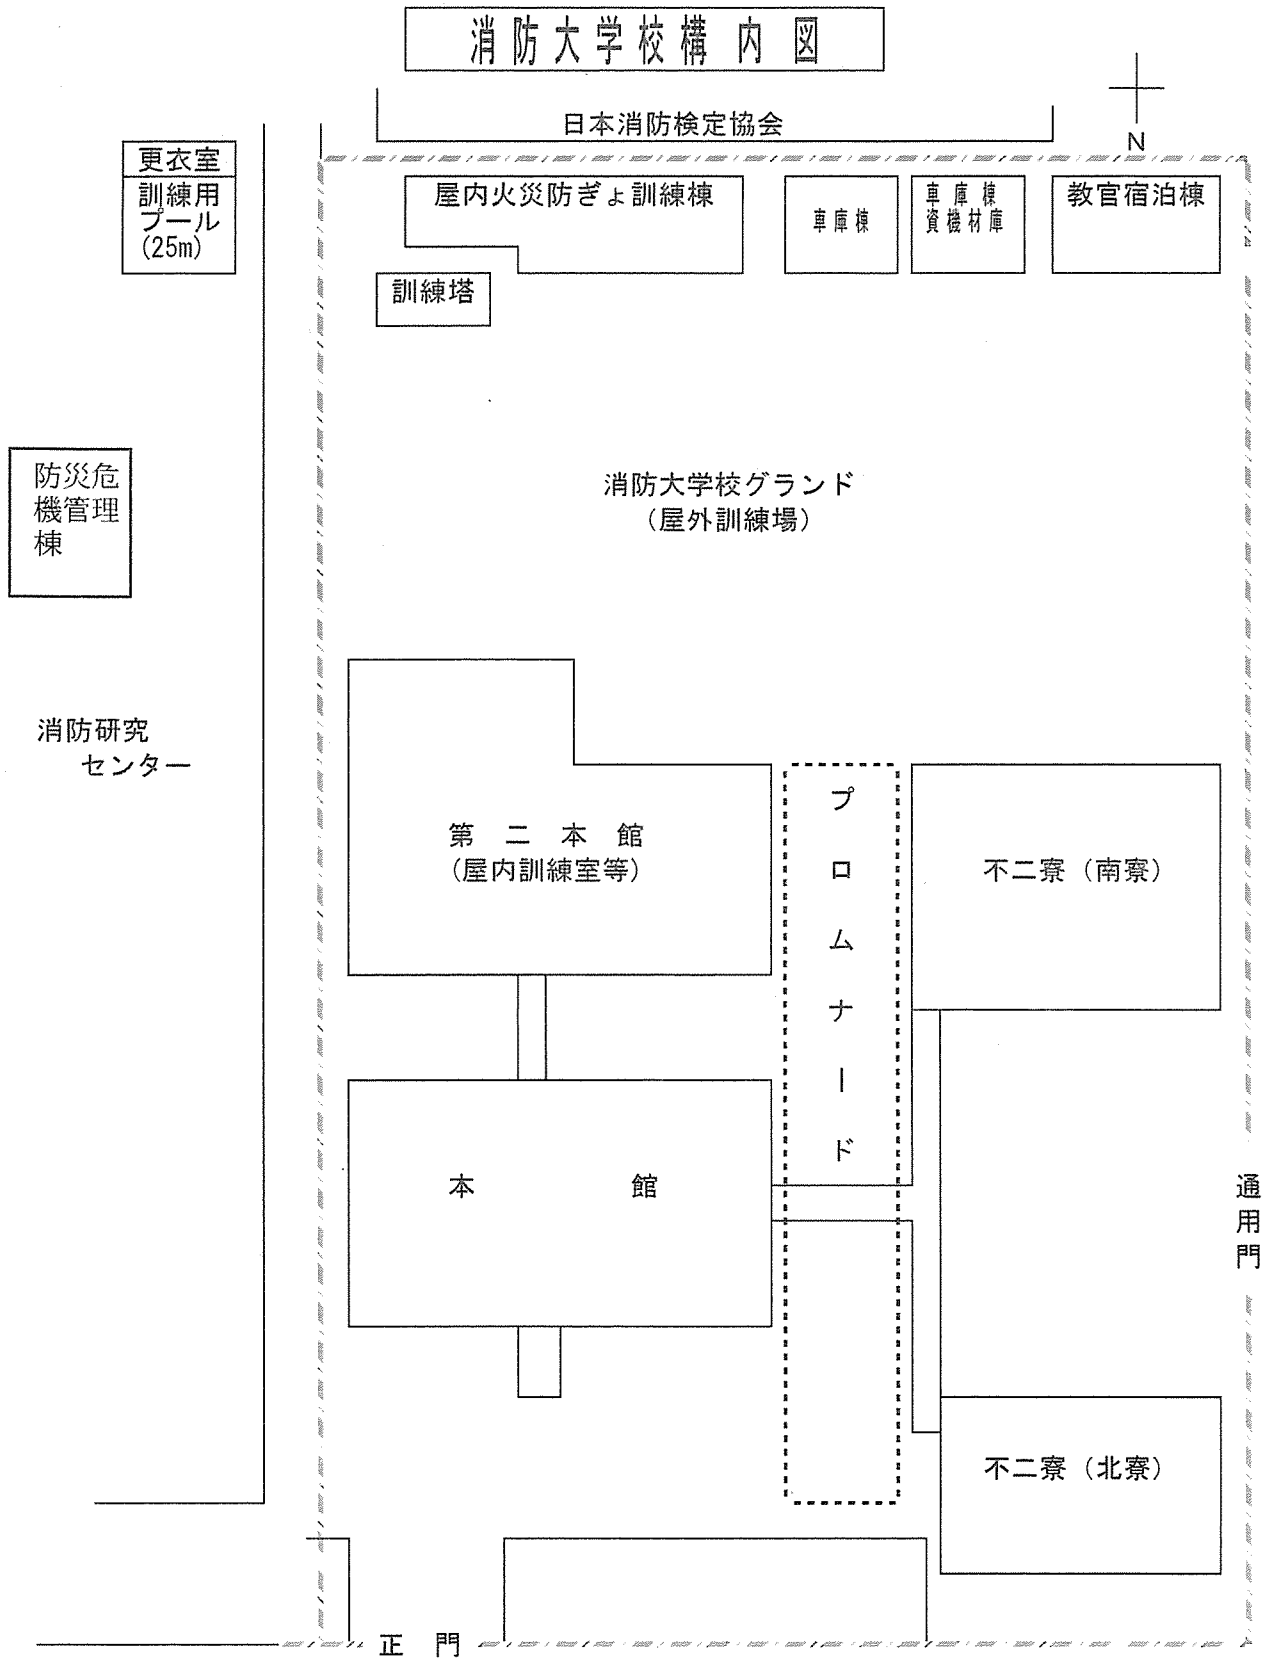 消防大学校構内図
日本消防検定協会
N
更衣室
訓練用
プール
(25m)
屋内火災防ぎょ訓練棟
車庫棟
車庫棟
資機材庫
教官宿泊棟
訓練塔
防災危
機管理
棟
消防大学校グランド
(屋外訓練場)
消防研究
センター
第二本館
(屋内訓練室等)
プロムナード
不二寮(南寮)
本館
通用門
不二寮(北寮)
正門